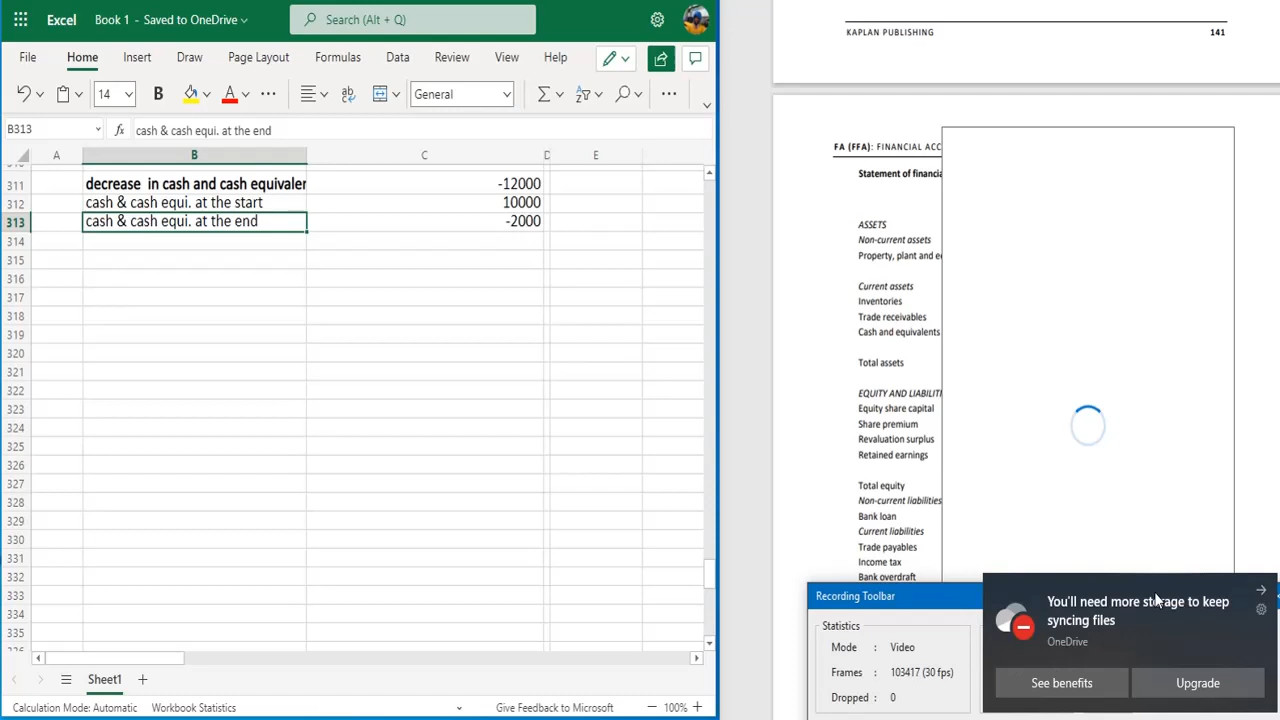 Excel Book 1 - Saved to OneDrive
Search (Alt + Q)
File Home Insert Draw Page Layout Formulas Data Review View Help
14 B A General
B313 fx cash & cash equi. at the end
A B C D E
311 decrease in cash and cash equivaler -12000
312 cash & cash equi. at the start 10000
313 cash & cash equi. at the end -2000
314
315
316
317
318
319
320
321
322
323
324
325
326
327
328
329
330
331
332
333
334
335
Sheet1
Calculation Mode: Automatic Workbook Statistics Give Feedback to Microsoft 100%
KAPLAN PUBLISHING 141
FA (FFA): FINANCIAL ACC
Statement of financia
ASSETS
Non-current assets
Property, plant and e
Current assets
Inventories
Trade receivables
Cash and equivalents
Total assets
EQUITY AND LIABILITI
Equity share capital
Share premium
Revaluation surplus
Retained earnings
Total equity
Non-current liabilities
Bank loan
Current liabilities
Trade payables
Income tax
Bank overdraft
Recording Toolbar
Statistics
Mode : Video
Frames : 103417 (30 fps)
Dropped : 0
You'll need more storage to keep
syncing files
OneDrive
See benefits Upgrade